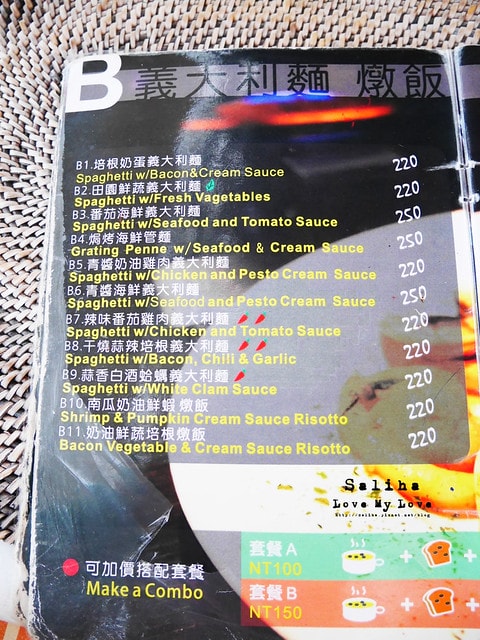 B 義大利麵 燉飯
B1.培根奶蛋義大利麵 220
Spaghetti w/Bacon&Cream Sauce
B2.田園鮮蔬義大利麵 220
Spaghetti w/Fresh Vagetables
B3.番茄海鮮義大利麵 250
Spaghetti w/Seafood and Tomato Sauce
B4.焗烤海鮮管麵 250
Grating Penne w/Seafood & Cream Sauce
B5.青醬奶油雞肉義大利麵 220
Spaghetti w/Chicken and Pesto Cream Sauce
B6.青醬海鮮義大利麵 250
Spaghetti w/Seafood and Pesto Cream Sauce
B7.辣味番茄雞肉義大利麵 220
Spaghetti w/Chicken and Tomato Sauce
B8.干燒蒜辣培根義大利麵 220
Spaghetti w/Bacon, Chili & Garlic
B9.蒜香白酒蛤蠣義大利麵 220
Spaghetti w/White Clam Sauce
B10.南瓜奶油鮮蝦燉飯 220
Shrimp & Pumpkin Cream Sauce Risotto
B11.奶油鮮蔬培根燉飯 220
Bacon Vegetable & Cream Sauce Risotto
Saliha
Love My Love
http://saliha.pixnet.net/blog
可加價搭配套餐
Make a Combo
套餐 A
NT100
+ +
套餐 B
NT150
+ +